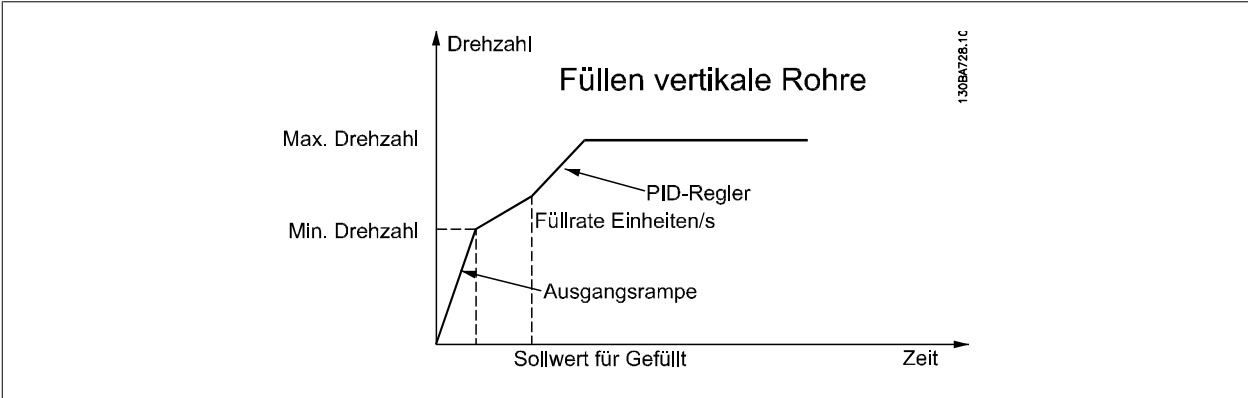 Drehzahl
Füllen vertikale Rohre
130BA728.10
Max. Drehzahl
PID-Regler
Füllrate Einheiten/s
Min. Drehzahl
Ausgangsrampe
Sollwert für Gefüllt
Zeit